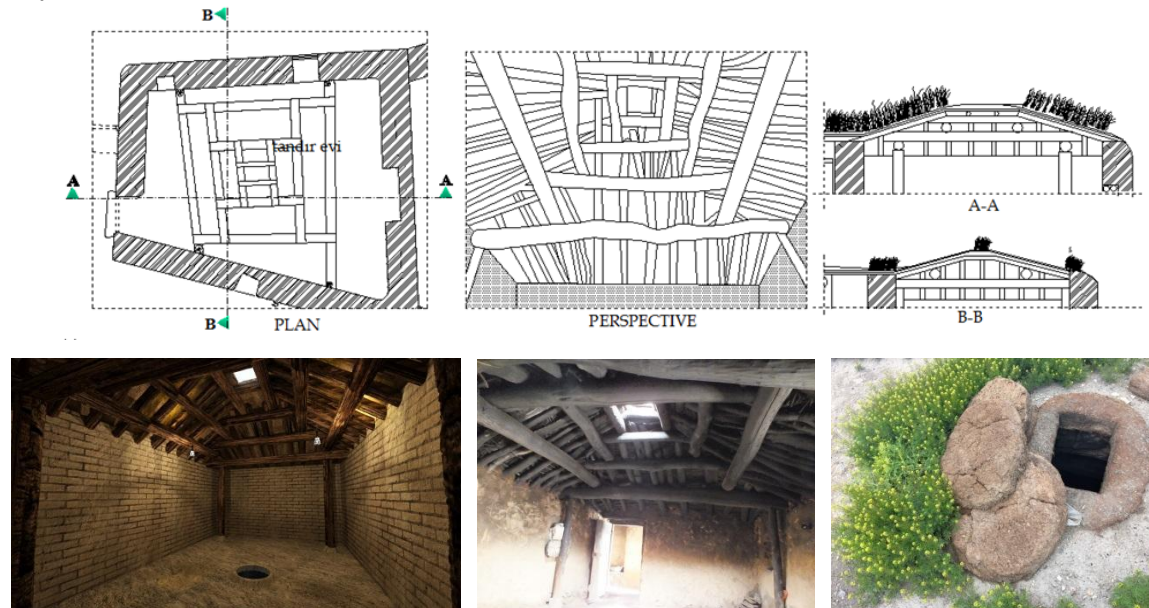 B
tandır evi
A
A
B
PLAN
PERSPECTIVE
A-A
B-B